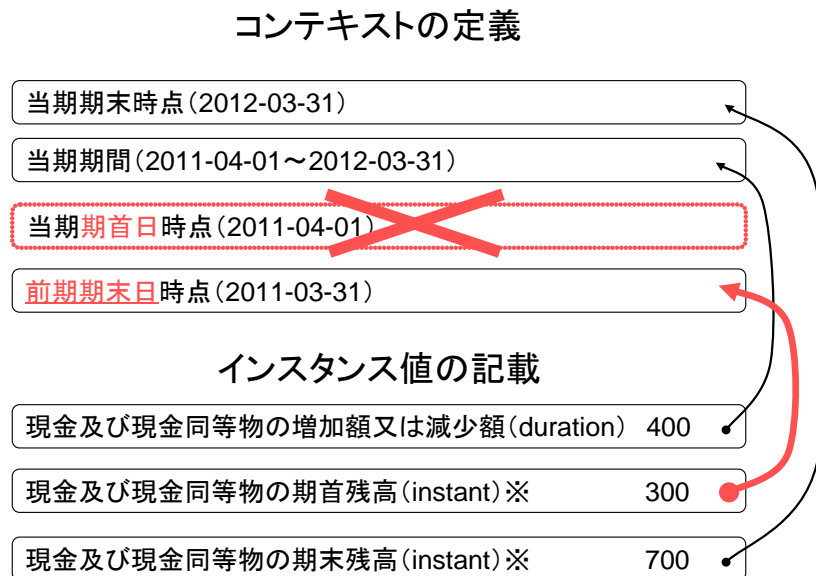 コンテキストの定義
当期期末時点(2012-03-31)
当期期間(2011-04-01～2012-03-31)
当期期首日時点(2011-04-01)
前期期末日時点(2011-03-31)
インスタンス値の記載
現金及び現金同等物の増加額又は減少額(duration) 400
現金及び現金同等物の期首残高(instant)※ 300
現金及び現金同等物の期末残高(instant)※ 700